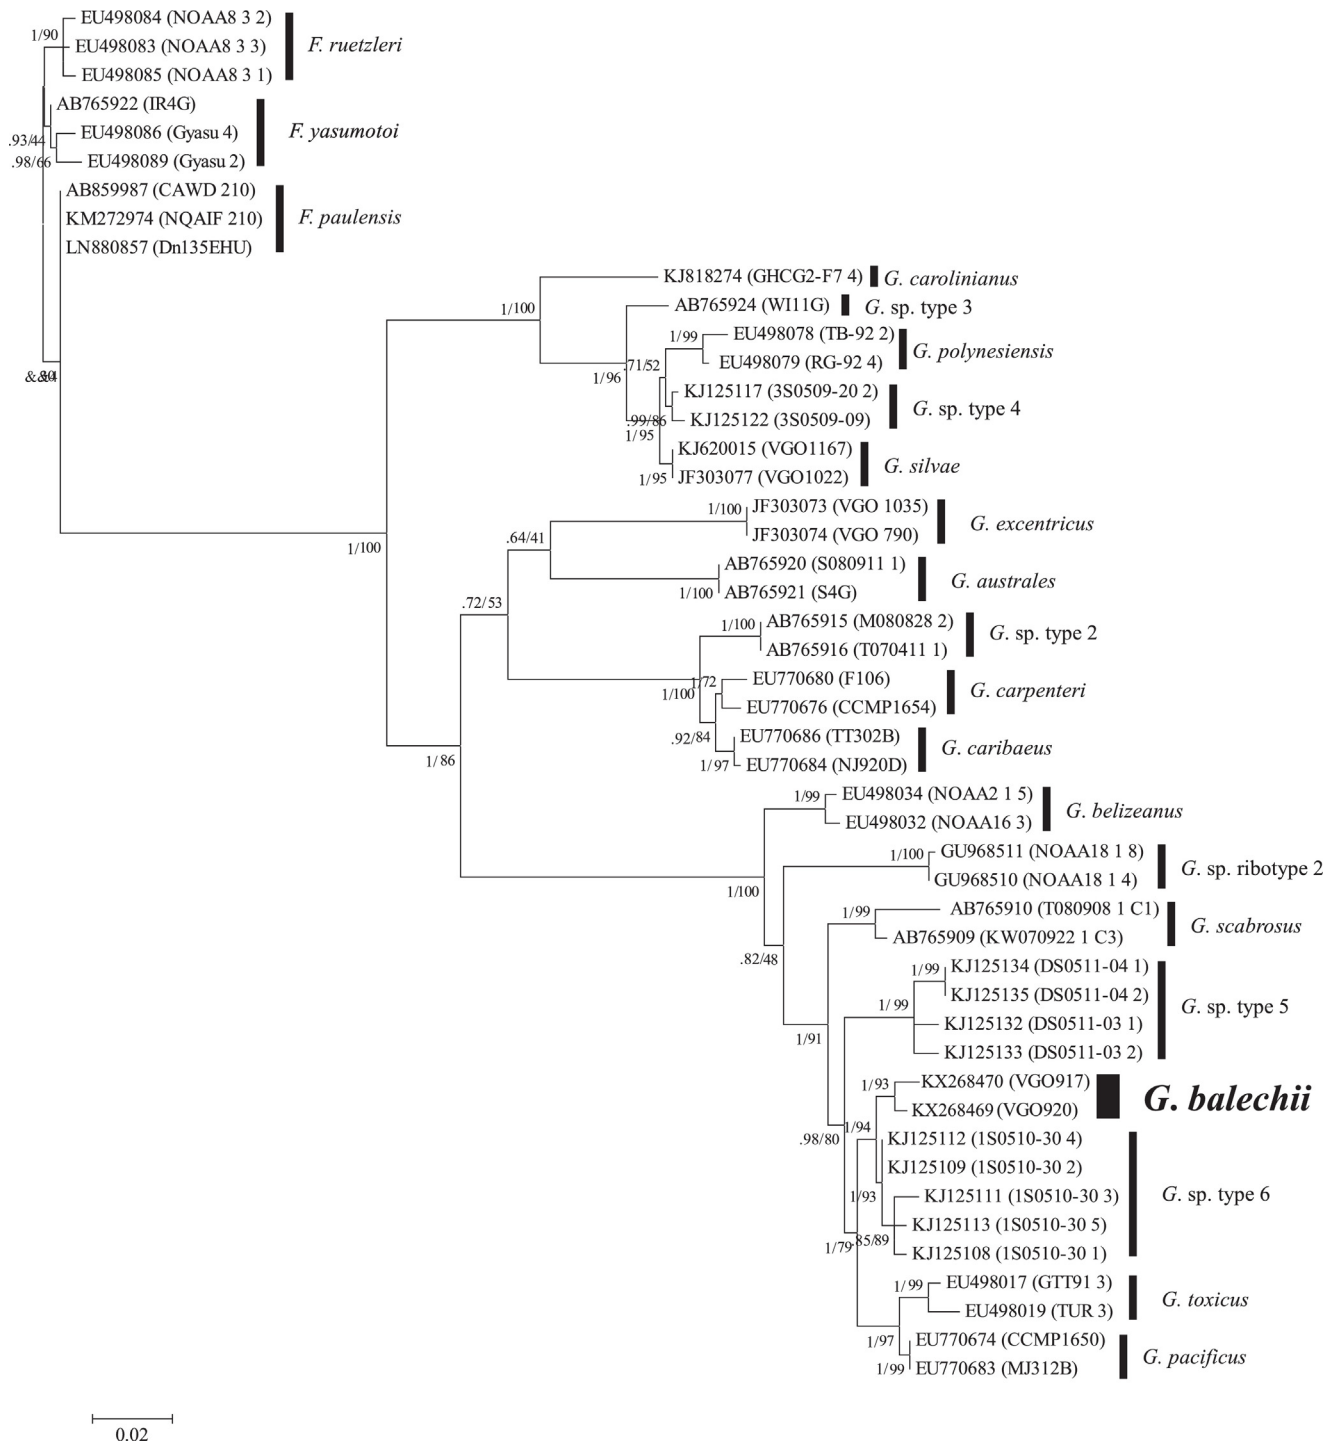 EU498084 (NOAA8 3 2)
1/90
EU498083 (NOAA8 3 3)
F. ruetzleri
EU498085 (NOAA8 3 1)
AB765922 (IR4G)
EU498086 (Gyasu 4)
F. yasumotoi
.93/44
.98/66
EU498089 (Gyasu 2)
AB859987 (CAWD 210)
KM272974 (NQAIF 210)
F. paulensis
LN880857 (Dn135EHU)
KJ818274 (GHCG2-F7 4)
G. carolinianus
1/100
AB765924 (WI11G)
G. sp. type 3
1/99
EU498078 (TB-92 2)
G. polynesiensis
.71/52
EU498079 (RG-92 4)
1/96
KJ125117 (3S0509-20 2)
G. sp. type 4
.99/86
KJ125122 (3S0509-09)
1/95
KJ620015 (VGO1167)
G. silvae
1/95
JF303077 (VGO1022)
1/100
JF303073 (VGO 1035)
G. excentricus
JF303074 (VGO 790)
.64/41
1/100
AB765920 (S080911 1)
G. australes
1/100
AB765921 (S4G)
.72/53
1/100
AB765915 (M080828 2)
G. sp. type 2
AB765916 (T070411 1)
1/72
EU770680 (F106)
G. carpenteri
1/100
EU770676 (CCMP1654)
.92/84
EU770686 (TT302B)
G. caribaeus
1/86
1/97
EU770684 (NJ920D)
1/99
EU498034 (NOAA2 1 5)
G. belizeanus
EU498032 (NOAA16 3)
1/100
GU968511 (NOAA18 1 8)
G. sp. ribotype 2
GU968510 (NOAA18 1 4)
1/100
1/99
AB765910 (T080908 1 C1)
G. scabrosus
AB765909 (KW070922 1 C3)
.82/48
1/99
KJ125134 (DS0511-04 1)
KJ125135 (DS0511-04 2)
G. sp. type 5
1/99
KJ125132 (DS0511-03 1)
1/91
KJ125133 (DS0511-03 2)
1/93
KX268470 (VGO917)
G. balechii
KX268469 (VGO920)
1/94
.98/80
KJ125112 (1S0510-30 4)
KJ125109 (1S0510-30 2)
1/93
KJ125111 (1S0510-30 3)
G. sp. type 6
KJ125113 (1S0510-30 5)
.85/89
1/79
KJ125108 (1S0510-30 1)
1/99
EU498017 (GTT91 3)
G. toxicus
EU498019 (TUR 3)
1/97
EU770674 (CCMP1650)
G. pacificus
1/99
EU770683 (MJ312B)
0.02